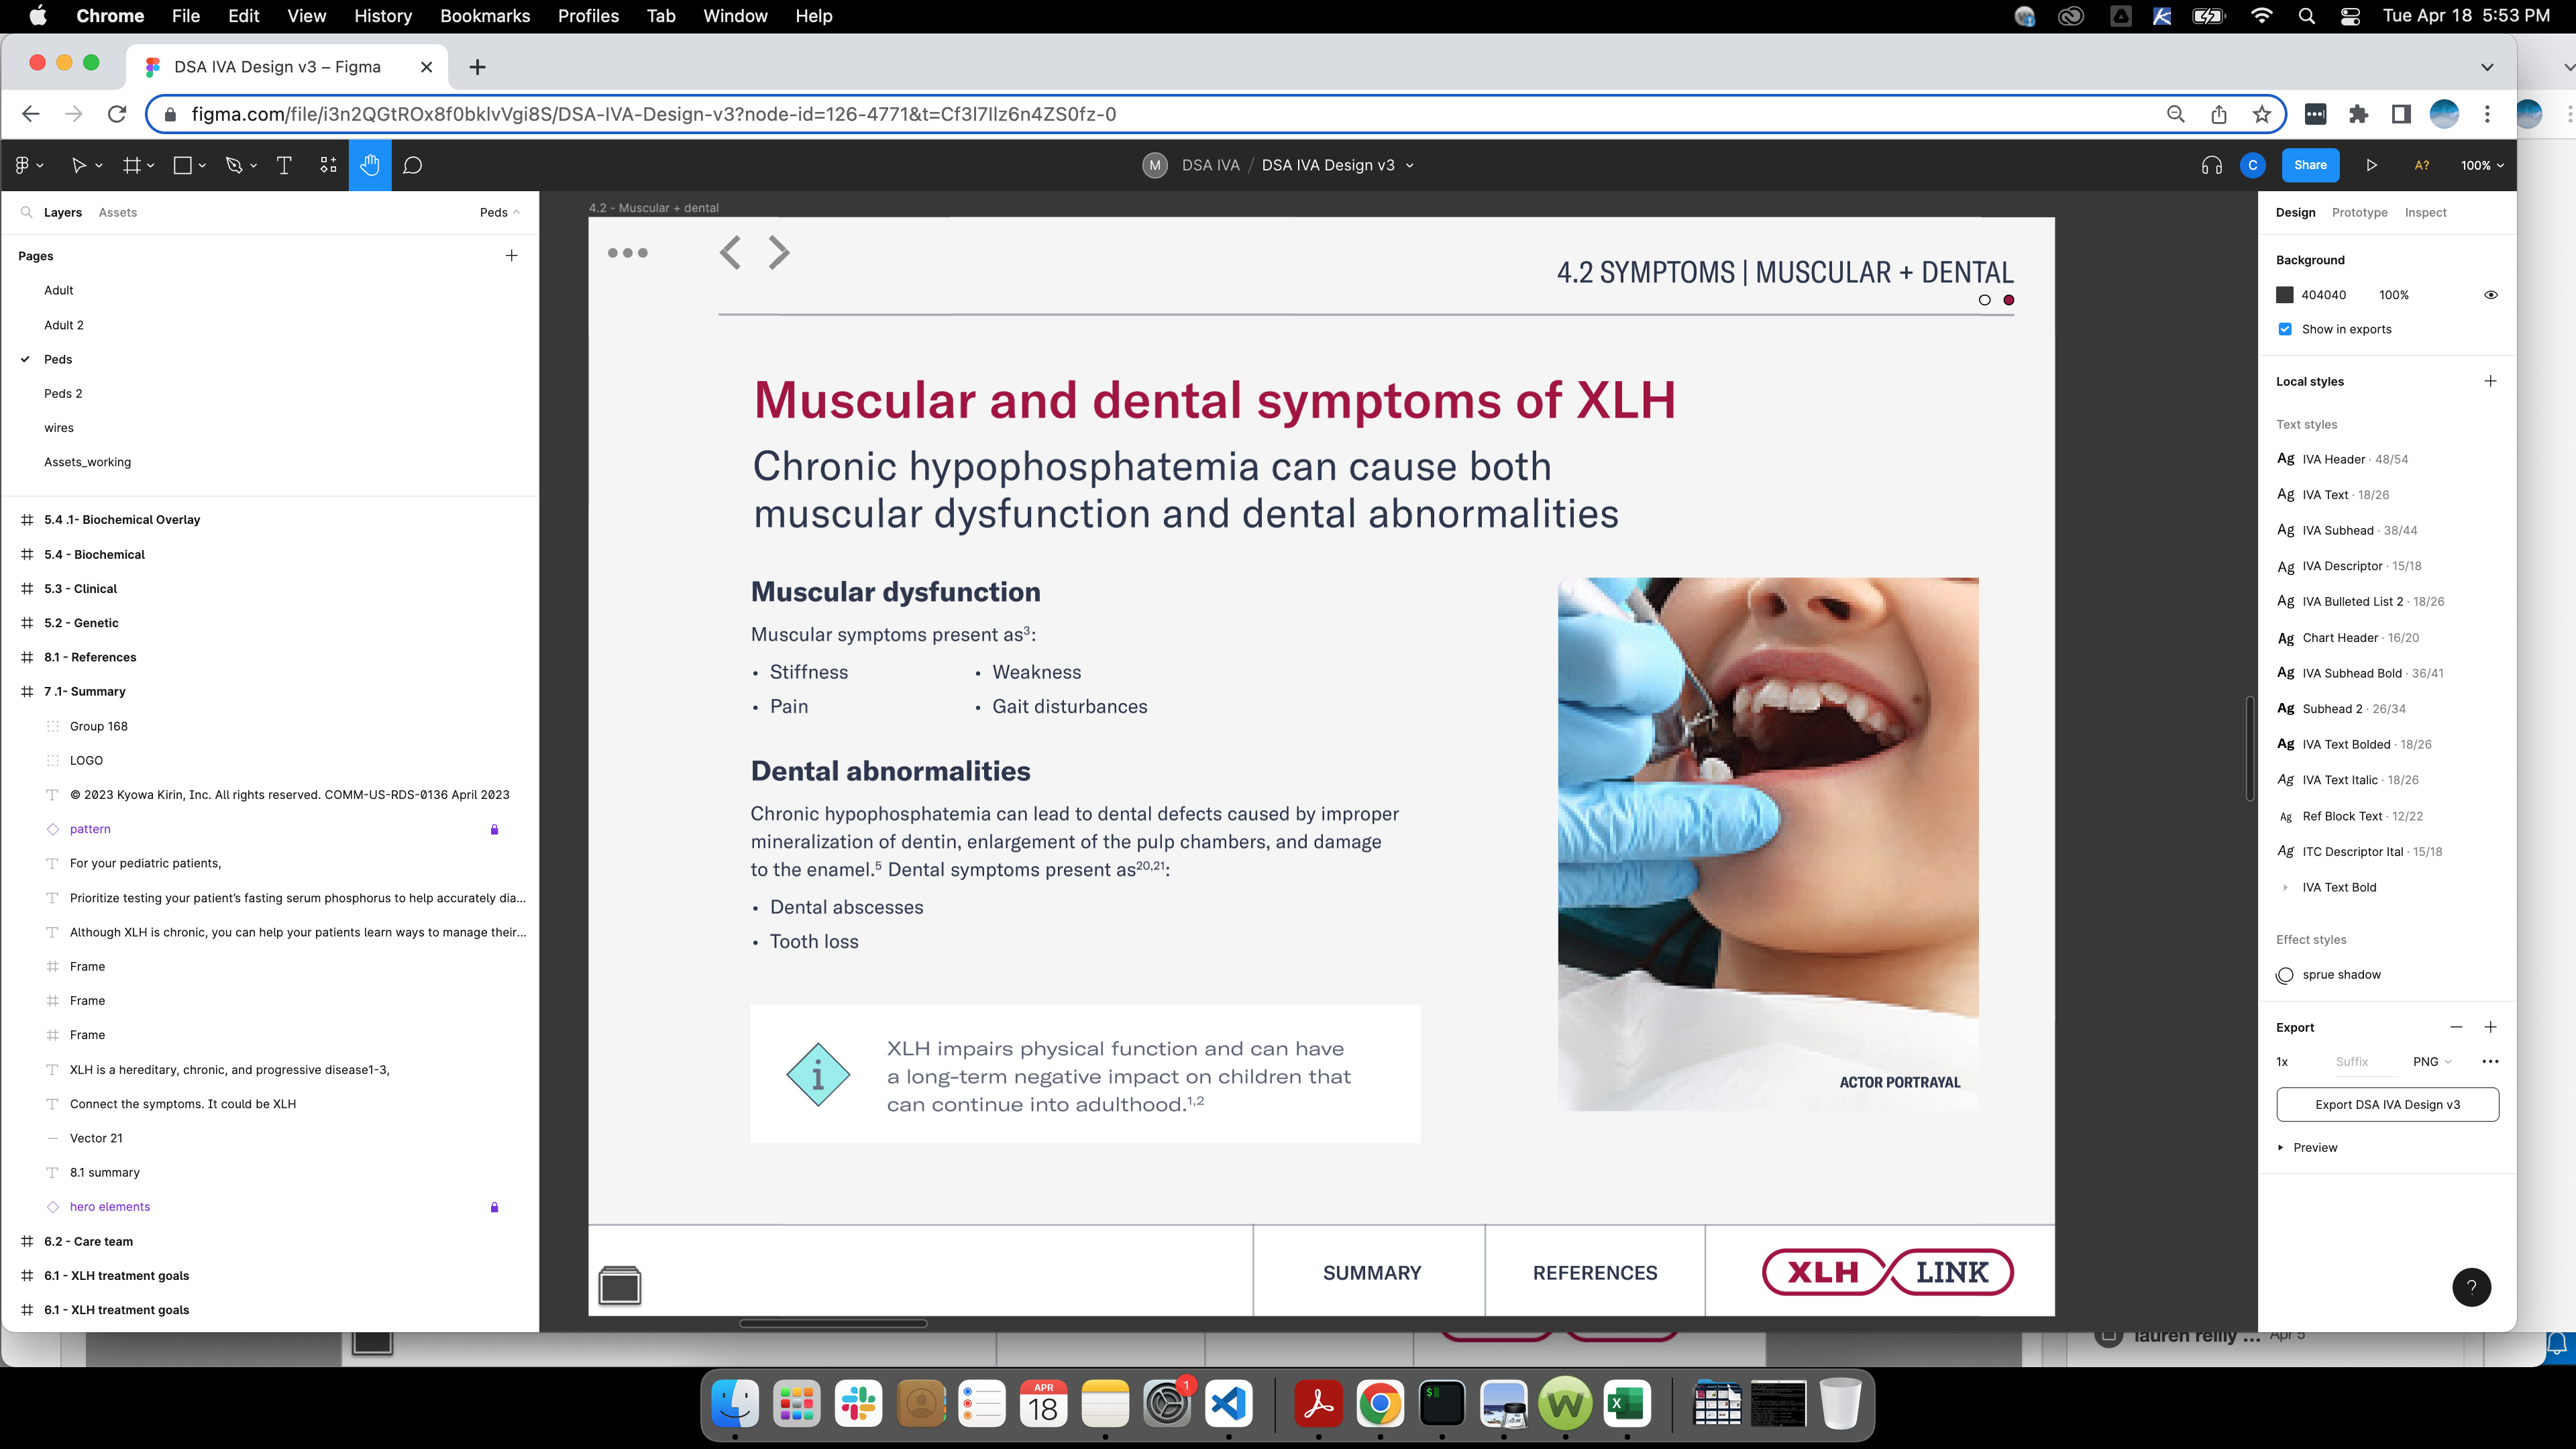 Chrome File Edit View History Bookmarks Profiles Tab Window Help
Tue Apr 18 5:53 PM
DSA IVA Design v3 – Figma
figma.com/file/i3n2QGtROx8f0bklvVgi8S/DSA-IVA-Design-v3?node-id=126-4771&t=Cf3l7Ilz6n4ZS0fz-0
M DSA IVA / DSA IVA Design v3
C Share A? 100%
Layers Assets Peds
Pages
Adult
Adult 2
Peds
Peds 2
wires
Assets_working
5.4 .1- Biochemical Overlay
5.4 - Biochemical
5.3 - Clinical
5.2 - Genetic
8.1 - References
7 .1- Summary
Group 168
LOGO
© 2023 Kyowa Kirin, Inc. All rights reserved. COMM-US-RDS-0136 April 2023
pattern
For your pediatric patients,
Prioritize testing your patient's fasting serum phosphorus to help accurately dia...
Although XLH is chronic, you can help your patients learn ways to manage their...
Frame
Frame
Frame
XLH is a hereditary, chronic, and progressive disease1-3,
Connect the symptoms. It could be XLH
Vector 21
8.1 summary
hero elements
6.2 - Care team
6.1 - XLH treatment goals
6.1 - XLH treatment goals
4.2 - Muscular + dental
4.2 SYMPTOMS | MUSCULAR + DENTAL
Muscular and dental symptoms of XLH
Chronic hypophosphatemia can cause both
muscular dysfunction and dental abnormalities
Muscular dysfunction
Muscular symptoms present as3:
• Stiffness
• Weakness
• Pain
• Gait disturbances
Dental abnormalities
Chronic hypophosphatemia can lead to dental defects caused by improper
mineralization of dentin, enlargement of the pulp chambers, and damage
to the enamel.5 Dental symptoms present as20,21:
• Dental abscesses
• Tooth loss
i
XLH impairs physical function and can have
a long-term negative impact on children that
can continue into adulthood.1,2
ACTOR PORTRAYAL
SUMMARY
REFERENCES
XLH LINK
Design Prototype Inspect
Background
404040 100%
Show in exports
Local styles
Text styles
Ag IVA Header · 48/54
Ag IVA Text · 18/26
Ag IVA Subhead · 38/44
Ag IVA Descriptor · 15/18
Ag IVA Bulleted List 2 · 18/26
Ag Chart Header · 16/20
Ag IVA Subhead Bold · 36/41
Ag Subhead 2 · 26/34
Ag IVA Text Bolded · 18/26
Ag IVA Text Italic · 18/26
Ag Ref Block Text · 12/22
Ag ITC Descriptor Ital · 15/18
IVA Text Bold
Effect styles
sprue shadow
Export
1x Suffix PNG
Export DSA IVA Design v3
Preview
?
lauren reilly ... Apr 5
APR
18
1
$
W
X